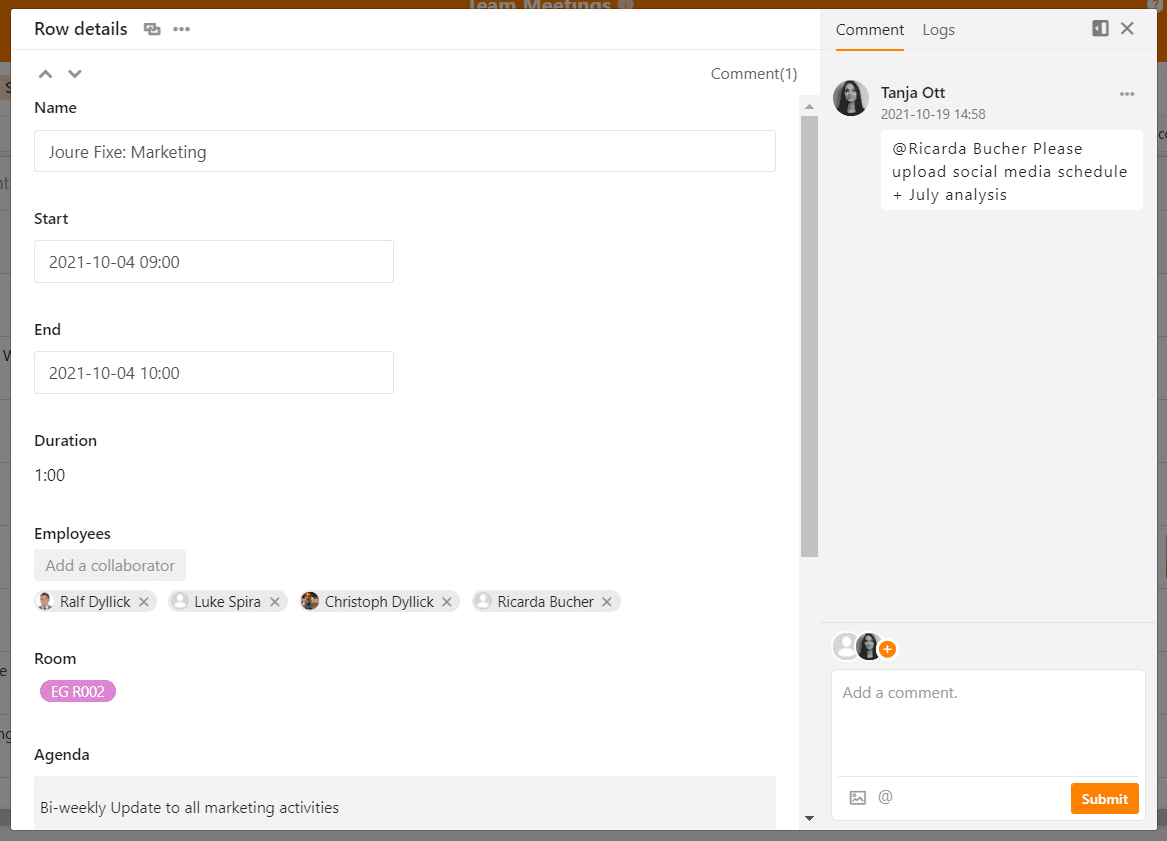 Team Meetings
Row details
Comment(1)
Name
Joure Fixe: Marketing
Start
2021-10-04 09:00
End
2021-10-04 10:00
Duration
1:00
Employees
Add a collaborator
Ralf Dyllick Luke Spira Christoph Dyllick Ricarda Bucher
Room
EG R002
Agenda
Bi-weekly Update to all marketing activities
Comment Logs
Tanja Ott
2021-10-19 14:58
@Ricarda Bucher Please
upload social media schedule
+ July analysis
Add a comment.
@
Submit